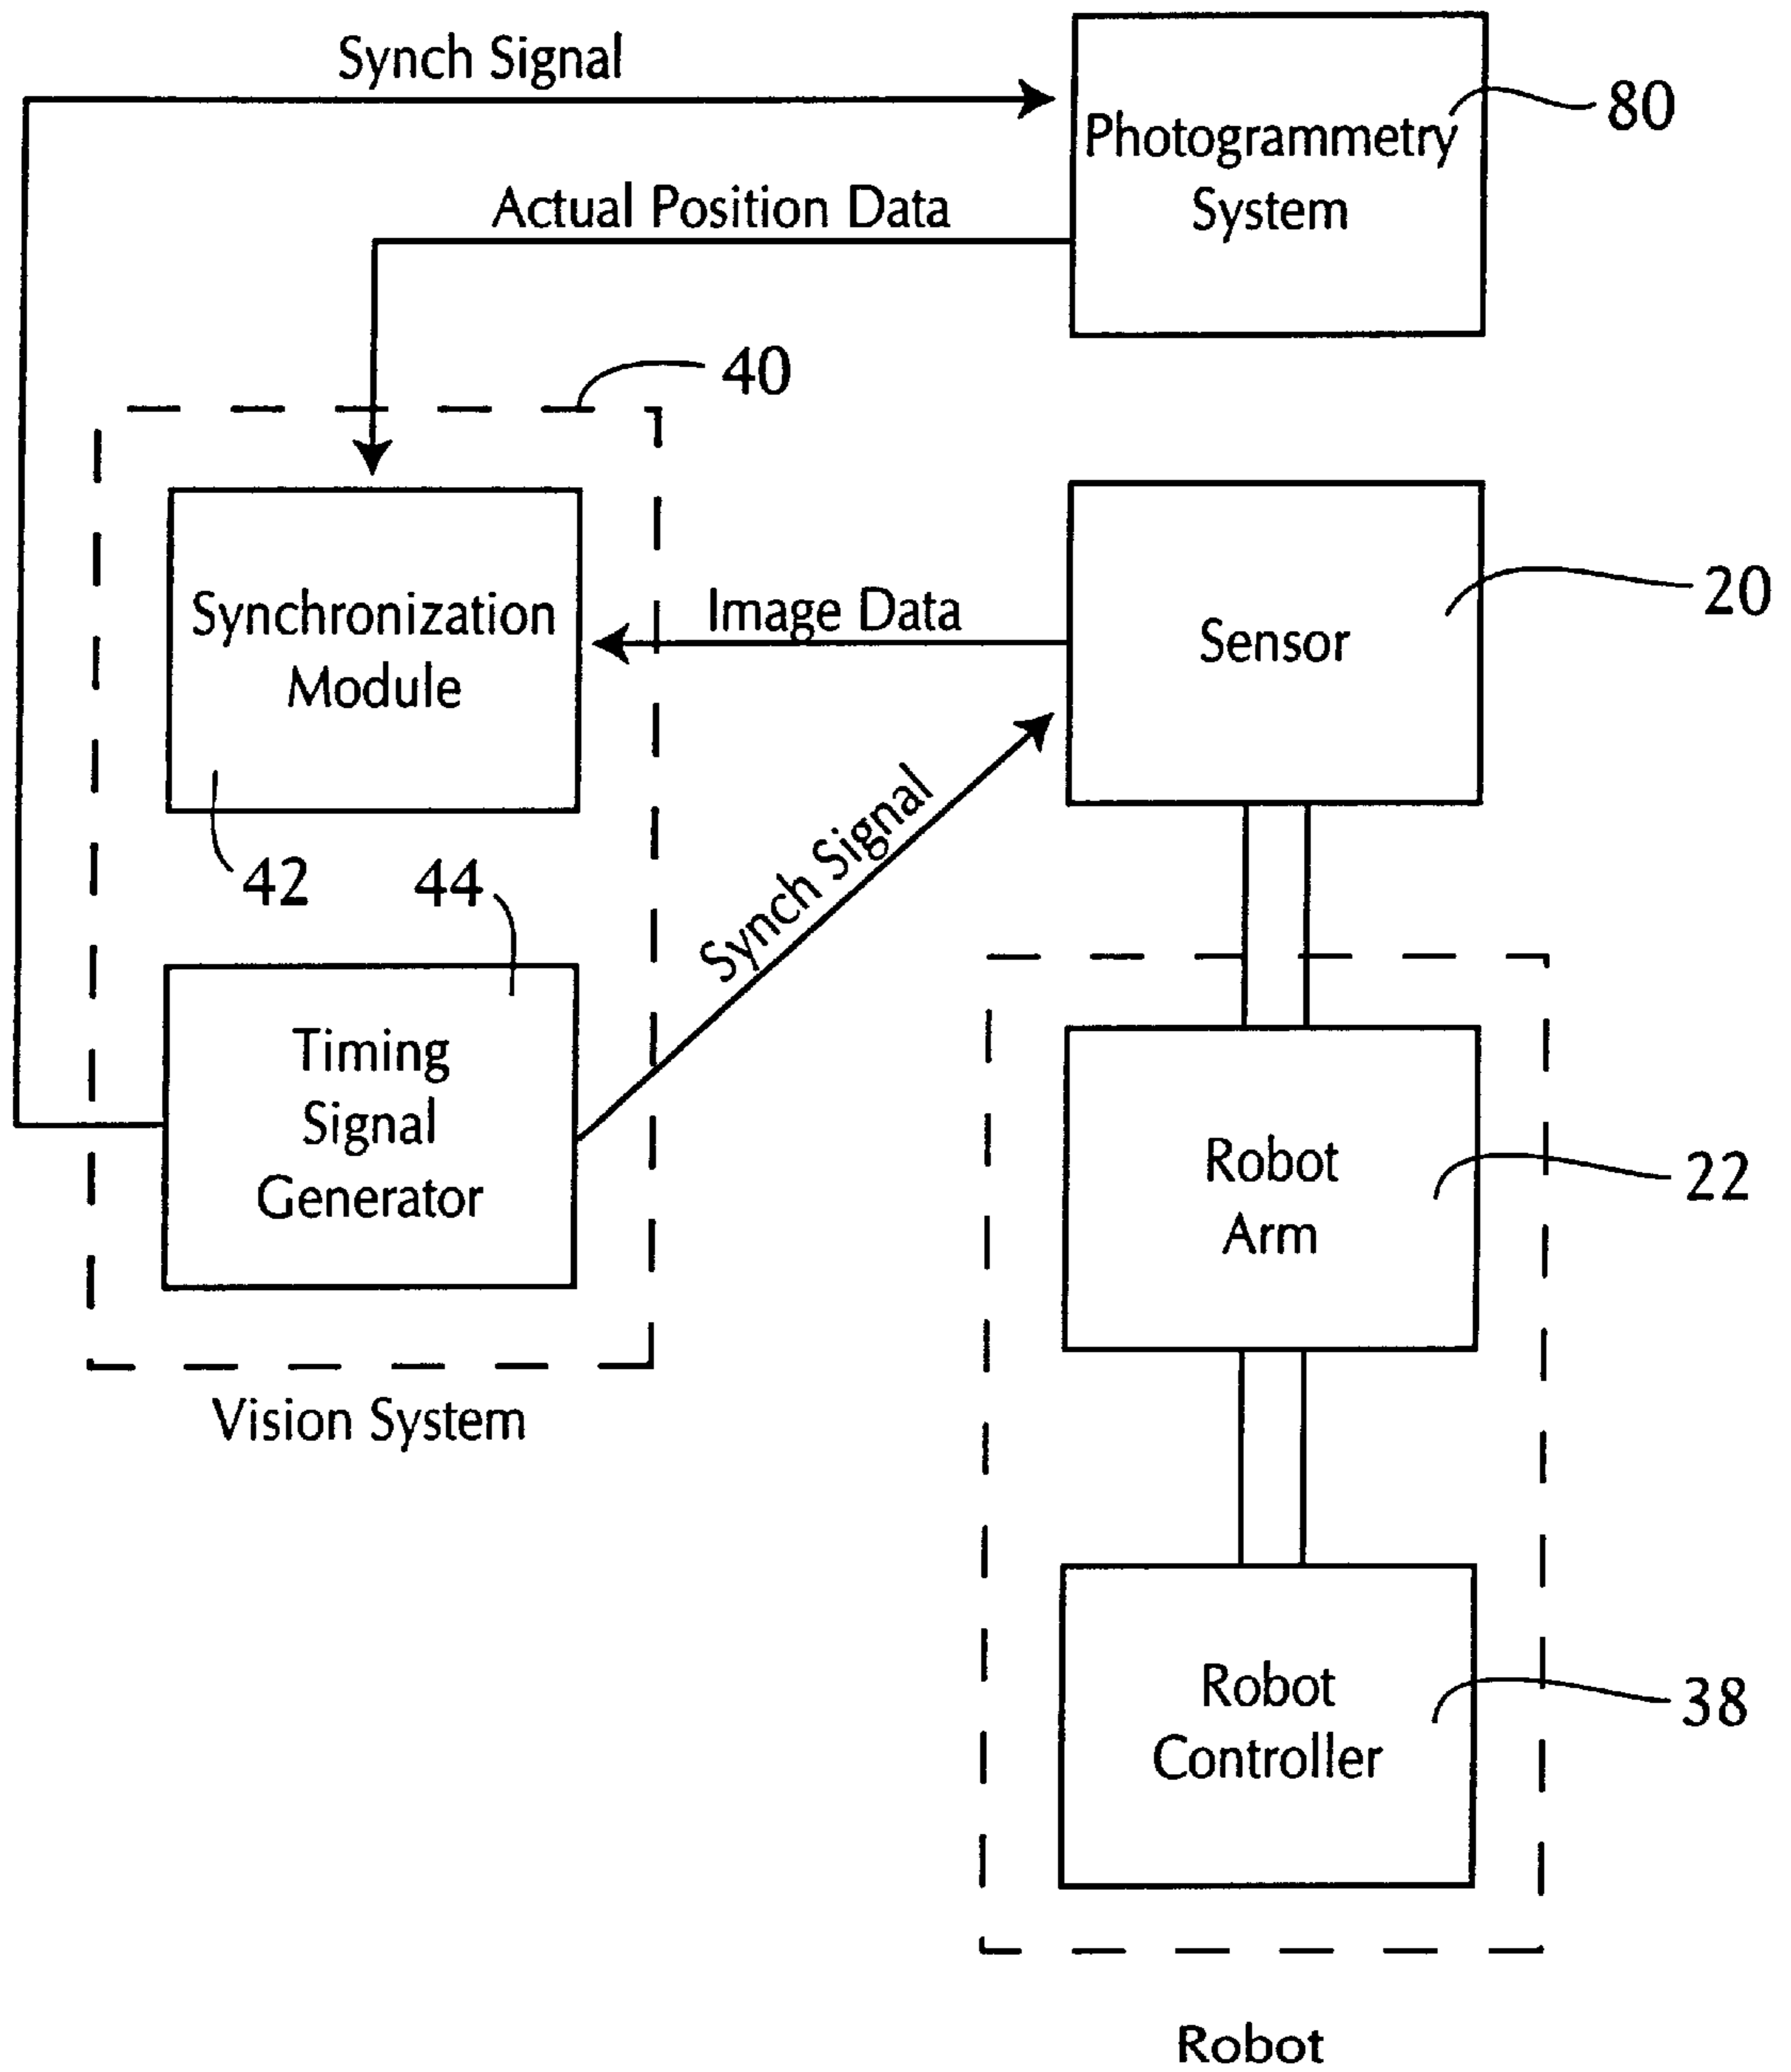 Synch Signal
80
Photogrammetry
System
Actual Position Data
40
Synchronization
Module
Image Data
Sensor
20
42
44
Synch Signal
Timing
Signal
Generator
Robot
Arm
22
Vision System
Robot
Controller
38
Robot